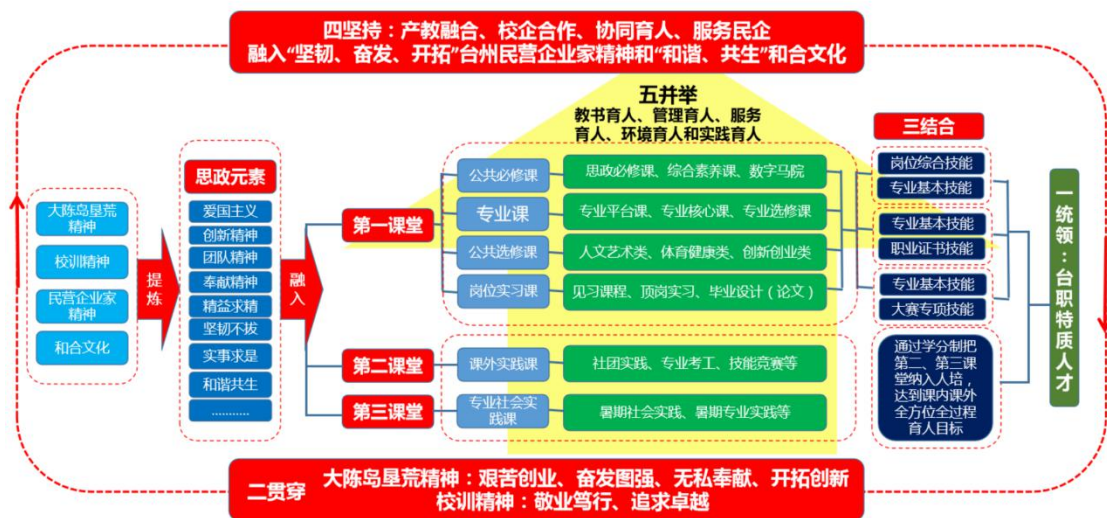 四坚持：产教融合、校企合作、协同育人、服务民企
融入“坚韧、奋发、开拓”台州民营企业家精神和“和谐、共生”和合文化
五并举
教书育人、管理育人、服务
育人、环境育人和实践育人
大陈岛垦荒
精神
校训精神
民营企业家
精神
和合文化
提炼
思政元素
爱国主义
创新精神
团队精神
奉献精神
精益求精
坚韧不拔
实事求是
和谐共生
...........
融入
第一课堂
公共必修课
思政必修课、综合素养课、数字马院
专业课
专业平台课、专业核心课、专业选修课
公共选修课
人文艺术类、体育健康类、创新创业类
岗位实习课
见习课程、顶岗实习、毕业设计（论文）
第二课堂
课外实践课
社团实践、专业考工、技能竞赛等
第三课堂
专业社会实
践课
暑期社会实践、暑期专业实践等
三结合
岗位综合技能
专业基本技能
专业基本技能
职业证书技能
专业基本技能
大赛专项技能
通过学分制把
第二、第三课
堂纳入人培，
达到课内课外
全方位全过程
育人目标
一统领：台职特质人才
二贯穿
大陈岛垦荒精神：艰苦创业、奋发图强、无私奉献、开拓创新
校训精神：敬业笃行、追求卓越